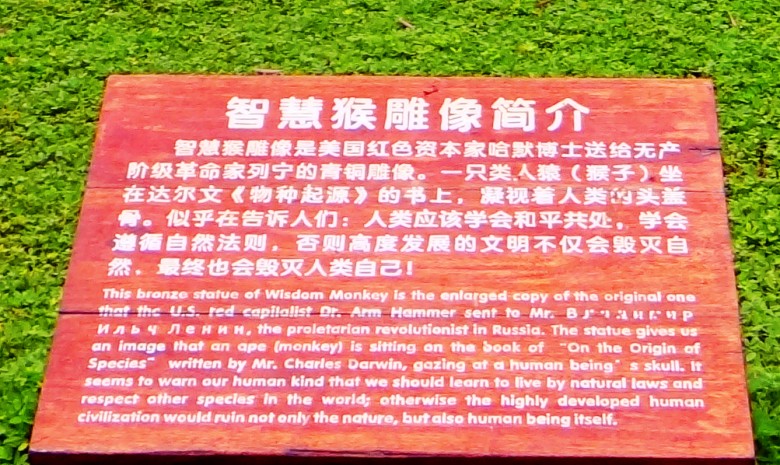 智慧猴雕像简介
智慧猴雕像是美国红色资本家哈默博士送给无产
阶级革命家列宁的青铜雕像。一只类人猿（猴子）坐
在达尔文《物种起源》的书上，凝视着人类的头盖
骨。似乎在告诉人们：人类应该学会和平共处，学会
遵循自然法则，否则高度发展的文明不仅会毁灭自
然，最终也会毁灭人类自己！
This bronze statue of Wisdom Monkey is the enlarged copy of the original one
that the U.S. red capitalist Dr. Arm Hammer sent to Mr.
Ильч Ленин, the proletarian revolutionist in Russia. The statue gives us
an image that an ape (monkey) is sitting on the book of “On the Origin of
Species” written by Mr. Charles Darwin, gazing at a human being's skull. It
seems to warn our human kind that we should learn to live by natural laws and
respect other species in the world; otherwise the highly developed human
civilization would ruin not only the nature, but also human being itself.